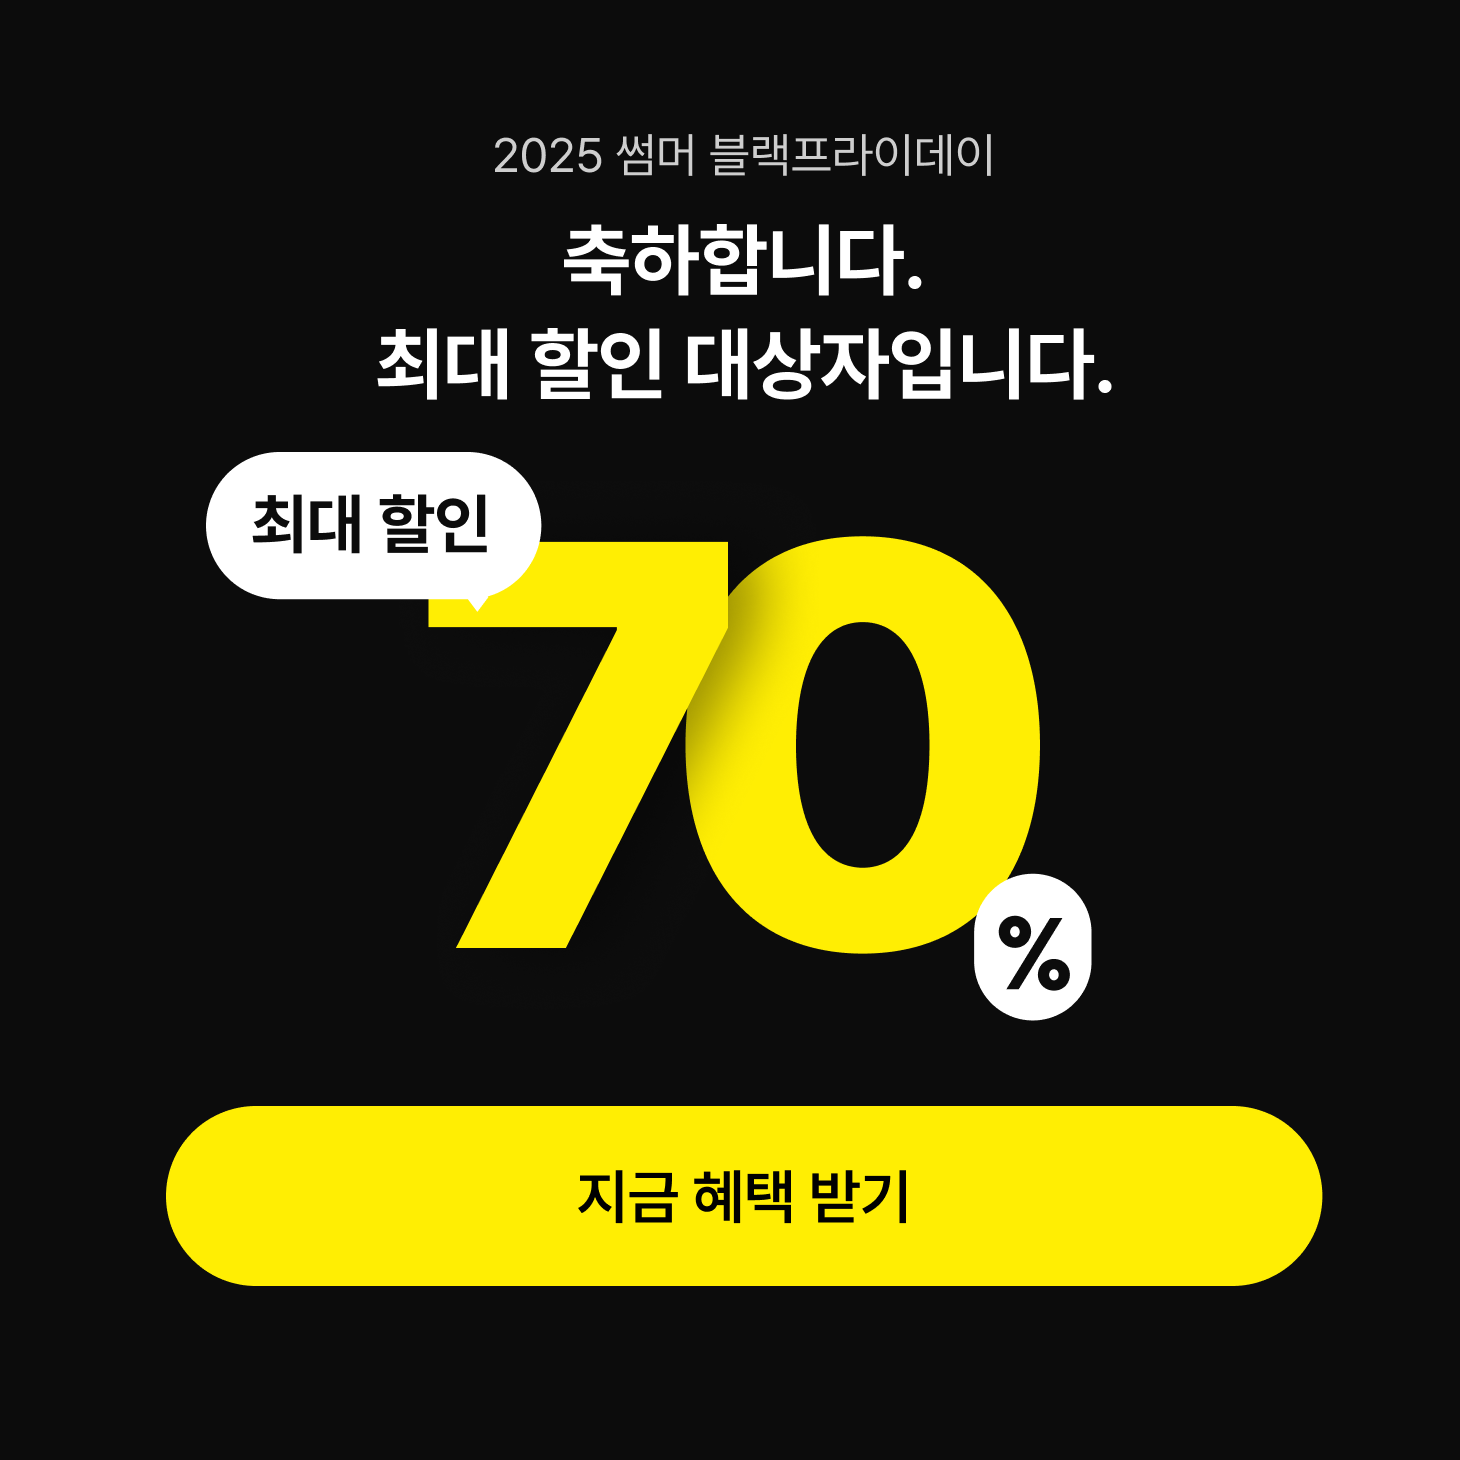 2025 썸머 블랙프라이데이
축하합니다.
최대 할인 대상자입니다.
최대 할인
70
%
지금 혜택 받기